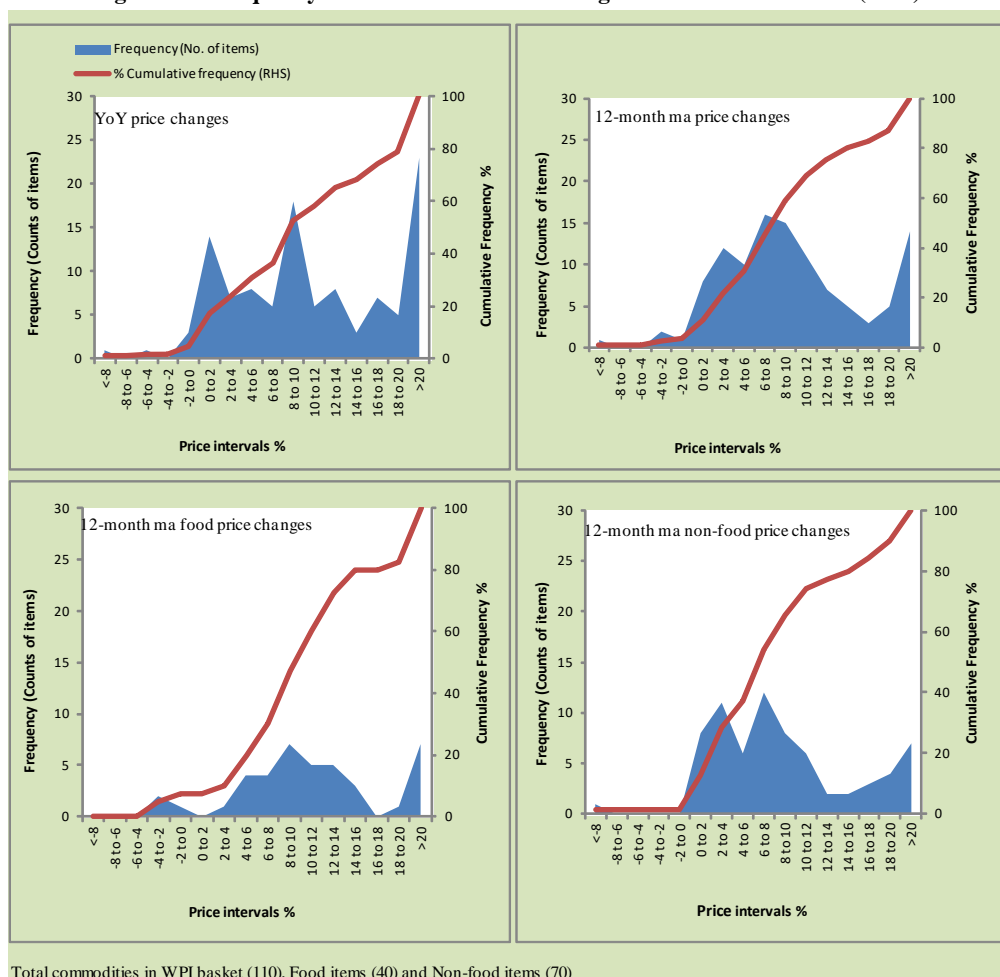 Frequency (No. of items)
% Cumulative frequency (RHS)
YoY price changes
30
25
20
15
10
5
0
100
80
60
40
20
0
Frequency (Counts of items)
Cumulative Frequency %
<-8
-8 to -6
-6 to -4
-4 to -2
-2 to 0
0 to 2
2 to 4
4 to 6
6 to 8
8 to 10
10 to 12
12 to 14
14 to 16
16 to 18
18 to 20
>20
Price intervals %
12-month ma price changes
30
25
20
15
10
5
0
100
80
60
40
20
0
Frequency (Counts of items)
Cumulative Frequency %
<-8
-8 to -6
-6 to -4
-4 to -2
-2 to 0
0 to 2
2 to 4
4 to 6
6 to 8
8 to 10
10 to 12
12 to 14
14 to 16
16 to 18
18 to 20
>20
Price intervals %
12-month ma food price changes
30
25
20
15
10
5
0
100
80
60
40
20
0
Frequency (Counts of items)
Cumulative Frequency %
<-8
-8 to -6
-6 to -4
-4 to -2
-2 to 0
0 to 2
2 to 4
4 to 6
6 to 8
8 to 10
10 to 12
12 to 14
14 to 16
16 to 18
18 to 20
>20
Price intervals %
12-month ma non-food price changes
30
25
20
15
10
5
0
100
80
60
40
20
0
Frequency (Counts of items)
Cumulative Frequency %
<-8
-8 to -6
-6 to -4
-4 to -2
-2 to 0
0 to 2
2 to 4
4 to 6
6 to 8
8 to 10
10 to 12
12 to 14
14 to 16
16 to 18
18 to 20
>20
Price intervals %
Total commodities in WPI basket (110), Food items (40) and Non-food items (70)